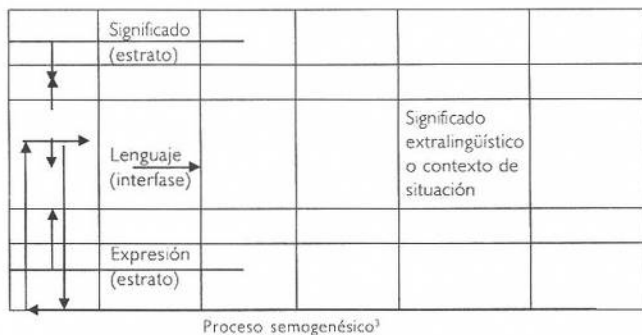 Significado
(estrato)
Lenguaje
(interfase)
Significado
extralingüístico
o contexto de
situación
Expresión
(estrato)
Proceso semogenésico³